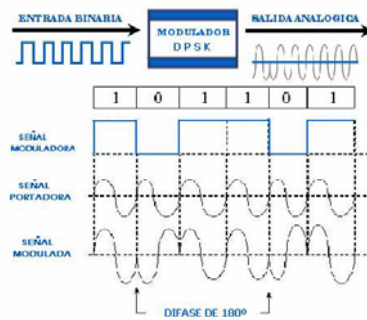 ENTRADA BINARIA
SALIDA ANALOGICA
MODULADOR
DPSK
1 0 1 1 0 1
SEÑAL
MODULADORA
SEÑAL
PORTADORA
SEÑAL
MODULADA
DIFASE DE 180º